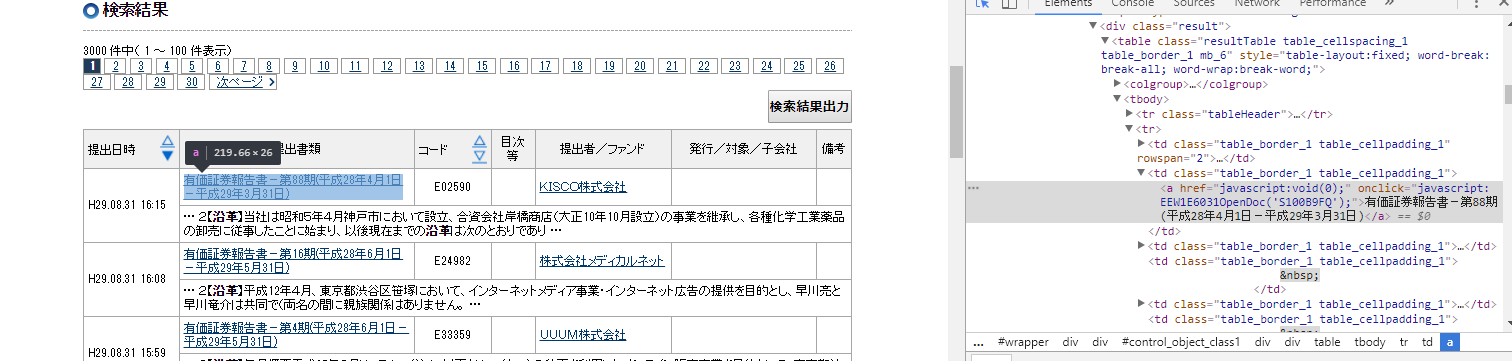 検索結果
3000 件中( 1 ～ 100 件表示)
1 2 3 4 5 6 7 8 9 10 11 12 13 14 15 16 17 18 19 20 21 22 23 24 25 26
27 28 29 30 次ページ
検索結果出力
提出日時 提出書類 コード 目次等 提出者／ファンド 発行／対象／子会社 備考
a 219.66×26
H29.08.31 16:15
有価証券報告書－第88期(平成28年4月1日
－平成29年3月31日)
E02590
KISCO株式会社
… 2【沿革】当社は昭和5年4月神戸市において設立、合資会社岸橋商店(大正10年10月設立)の事業を継承し、各種化学工業薬品
の卸売に従事したことに始まり、以後現在までの沿革は次のとおりであり …
H29.08.31 16:08
有価証券報告書－第16期(平成28年6月1日
－平成29年5月31日)
E24982
株式会社メディカルネット
… 2【沿革】平成12年4月、東京都渋谷区笹塚において、インターネットメディア事業・インターネット広告の提供を目的とし、早川亮と
早川竜介は共同で(両名の間に親族関係はありません。 …
H29.08.31 15:59
有価証券報告書－第4期(平成28年6月1日－
平成29年5月31日)
E33359
UUUM株式会社
Elements Console Sources Network Performance »
▼<div class="result">
▼<table class="resultTable table_cellspacing_1
table_border_1 mb_6" style="table-layout:fixed; word-break:
break-all; word-wrap:break-word;">
▶<colgroup>…</colgroup>
▼<tbody>
▶<tr class="tableHeader">…</tr>
▼<tr>
▶<td class="table_border_1 table_cellpadding_1"
rowspan="2">…</td>
▼<td class="table_border_1 table_cellpadding_1">
<a href="javascript:void(0);" onclick="javascript:
EEW1E6031OpenDoc('S100B9FQ');">有価証券報告書－第88期
(平成28年4月1日－平成29年3月31日)</a> == $0
</td>
▶<td class="table_border_1 table_cellpadding_1">…</td>
<td class="table_border_1 table_cellpadding_1">
&nbsp;
</td>
▶<td class="table_border_1 table_cellpadding_1">…</td>
<td class="table_border_1 table_cellpadding_1">
... #wrapper div div #control_object_class1 div div table tbody tr td a